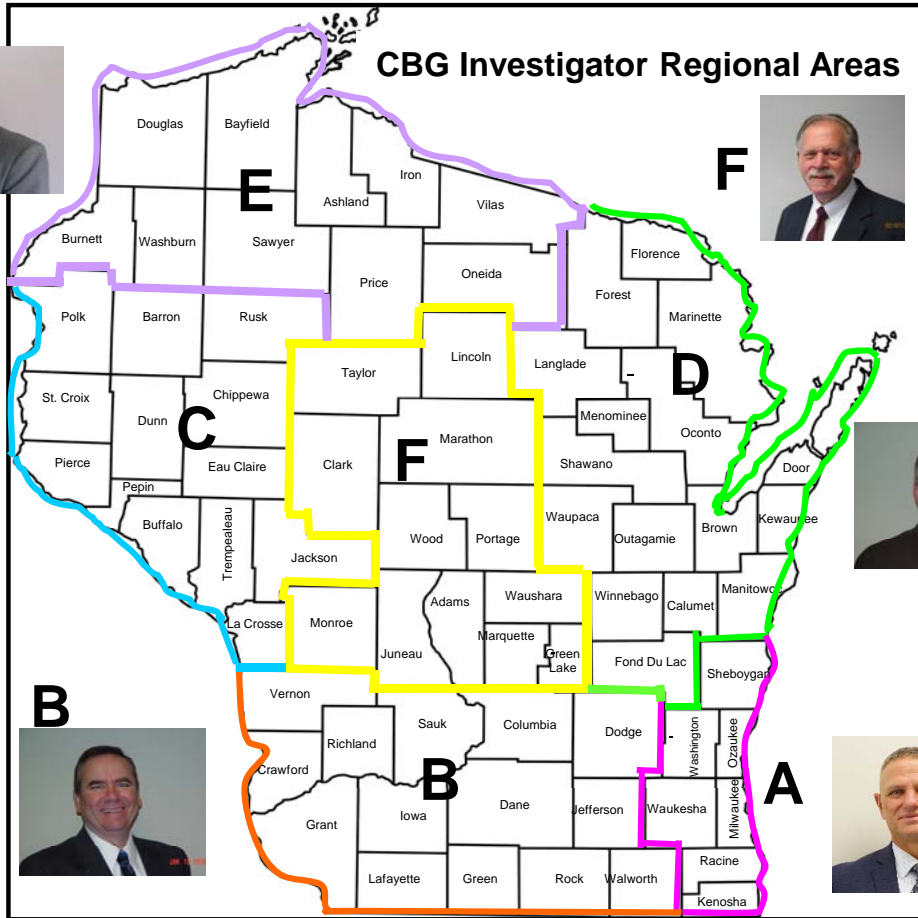 CBG Investigator Regional Areas
Douglas
Bayfield
F
Iron
E
Ashland
Vilas
Burnett
Washburn
Sawyer
Florence
Price
Oneida
Forest
Polk
Barron
Rusk
Marinette
Lincoln
Langlade
Taylor
-
D
St. Croix
Chippewa
Menominee
Dunn
C
Marathon
Oconto
Pierce
Eau Claire
Clark
F
Shawano
Door
Pepin
Buffalo
Trempealeau
Waupaca
Brown
Kewaunee
Wood
Portage
Outagamie
Jackson
Adams
Waushara
Winnebago
Calumet
Manitowoc
La Crosse
Monroe
Juneau
Marquette
Green
Lake
Fond Du Lac
Sheboygan
Vernon
B
Sauk
Columbia
Dodge
-
Washington
Ozaukee
Richland
Crawford
B
A
Grant
Iowa
Dane
Jefferson
Waukesha
Milwaukee
Racine
Lafayette
Green
Rock
Walworth
Kenosha